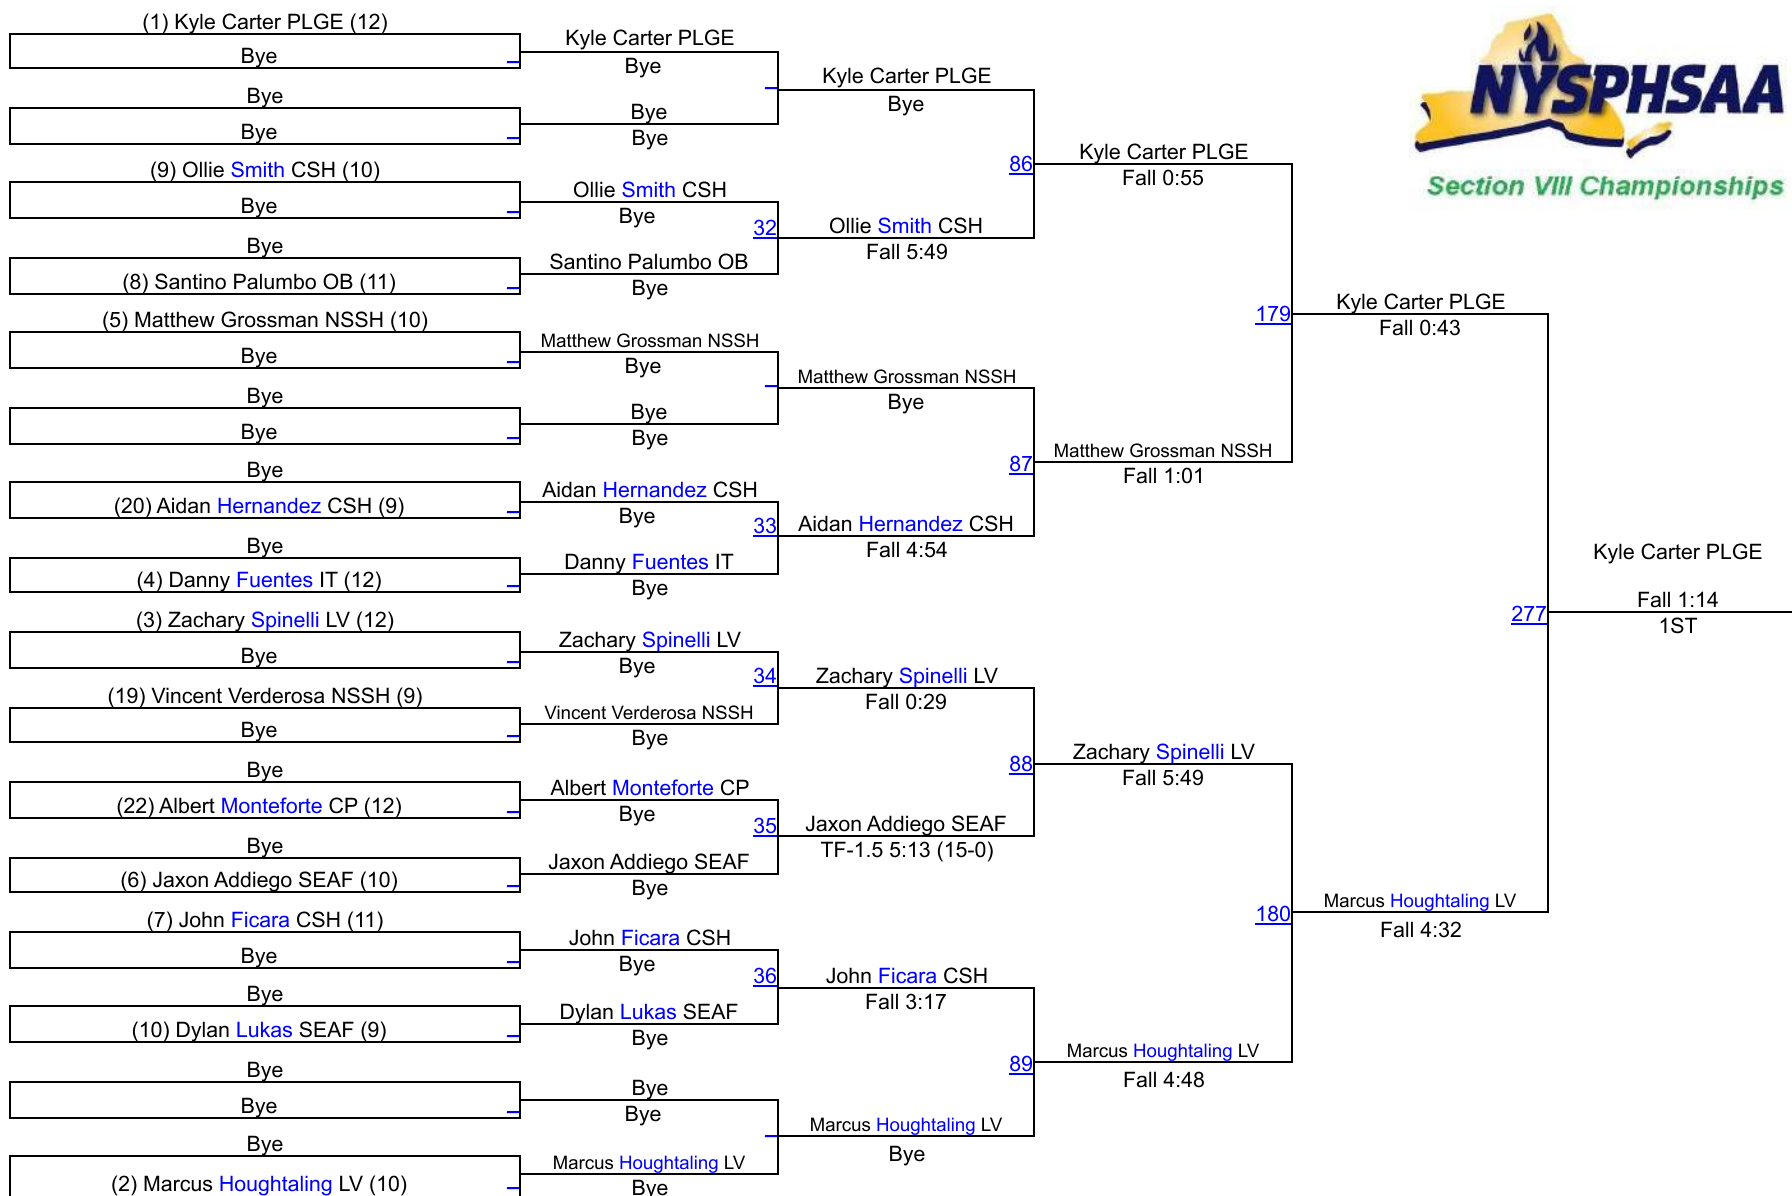 (1) Kyle Carter PLGE (12)
Bye
Bye
Bye
(9) Ollie Smith CSH (10)
Bye
Bye
(8) Santino Palumbo OB (11)
(5) Matthew Grossman NSSH (10)
Bye
Bye
Bye
Bye
(20) Aidan Hernandez CSH (9)
Bye
(4) Danny Fuentes IT (12)
(3) Zachary Spinelli LV (12)
Bye
(19) Vincent Verderosa NSSH (9)
Bye
Bye
(22) Albert Monteforte CP (12)
Bye
(6) Jaxon Addiego SEAF (10)
(7) John Ficara CSH (11)
Bye
Bye
(10) Dylan Lukas SEAF (9)
Bye
Bye
Bye
(2) Marcus Houghtaling LV (10)
Kyle Carter PLGE
Bye
Bye
Bye
Ollie Smith CSH
Bye
32
Santino Palumbo OB
Bye
Matthew Grossman NSSH
Bye
Bye
Bye
Aidan Hernandez CSH
Bye
33
Danny Fuentes IT
Bye
Zachary Spinelli LV
Bye
34
Vincent Verderosa NSSH
Bye
Albert Monteforte CP
Bye
35
Jaxon Addiego SEAF
Bye
John Ficara CSH
Bye
36
Dylan Lukas SEAF
Bye
Bye
Bye
Marcus Houghtaling LV
Bye
Kyle Carter PLGE
Bye
86
Ollie Smith CSH
Fall 5:49
Matthew Grossman NSSH
Bye
87
Aidan Hernandez CSH
Fall 4:54
Zachary Spinelli LV
Fall 0:29
88
Jaxon Addiego SEAF
TF-1.5 5:13 (15-0)
John Ficara CSH
Fall 3:17
89
Marcus Houghtaling LV
Bye
Kyle Carter PLGE
Fall 0:55
179
Matthew Grossman NSSH
Fall 1:01
Zachary Spinelli LV
Fall 5:49
180
Marcus Houghtaling LV
Fall 4:48
Kyle Carter PLGE
Fall 0:43
277
Marcus Houghtaling LV
Fall 4:32
Kyle Carter PLGE
Fall 1:14
1ST
NYSPHSAA
Section VIII Championships